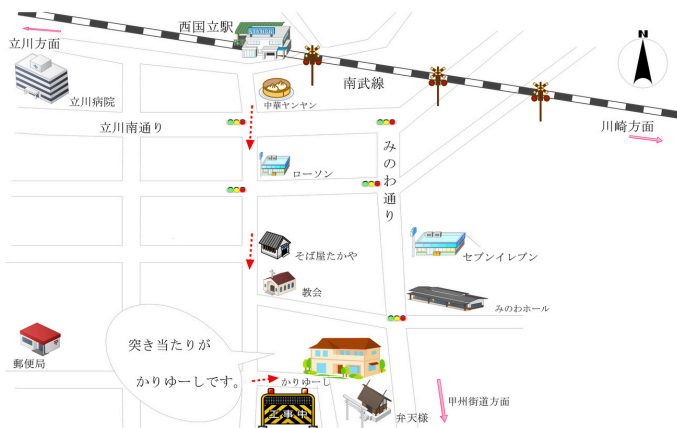 西国立駅
立川方面
N
立川病院
南武線
中華ヤンヤン
立川南通り
川崎方面
みのわ通り
ローソン
そば屋たかや
セブンイレブン
教会
みのわホール
突き当たりが
かりゆーしです。
郵便局
かりゆーし
甲州街道方面
工事中
弁天様